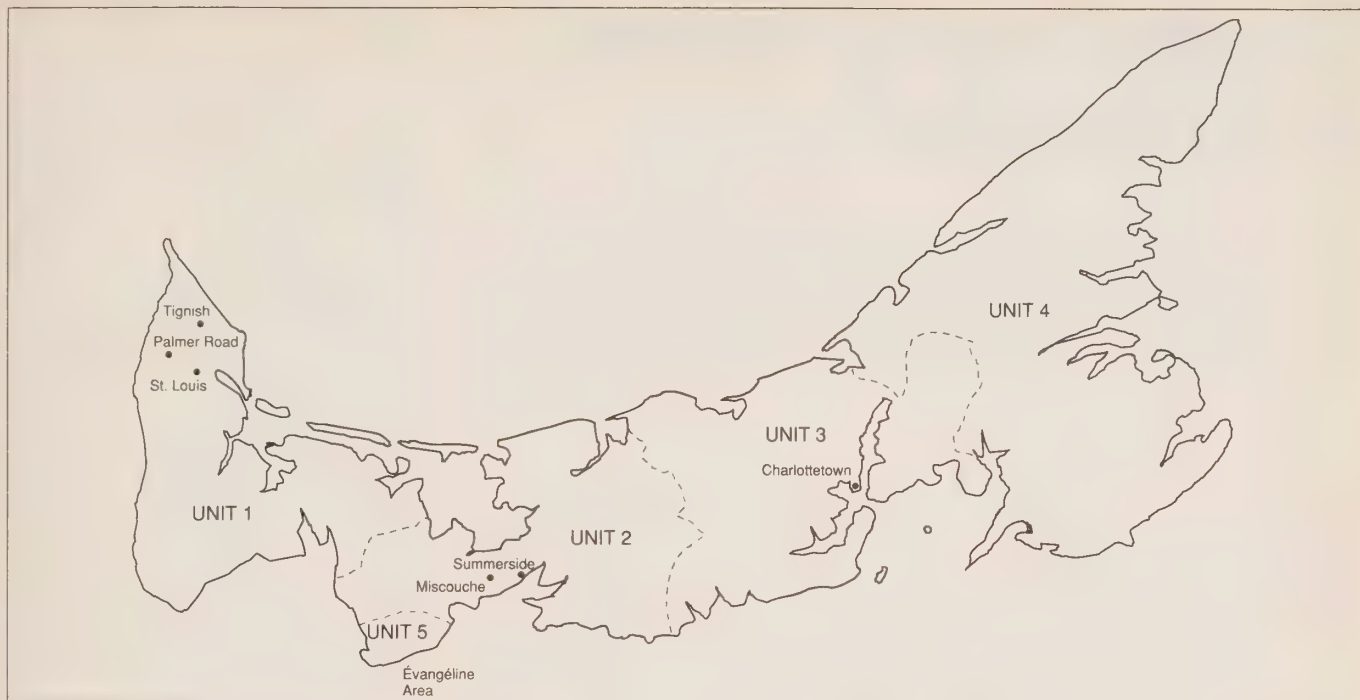 Tignish
Palmer Road
St. Louis
UNIT 1
UNIT 5
Évangéline
Area
Summerside
Miscouche
UNIT 2
UNIT 3
Charlottetown
UNIT 4